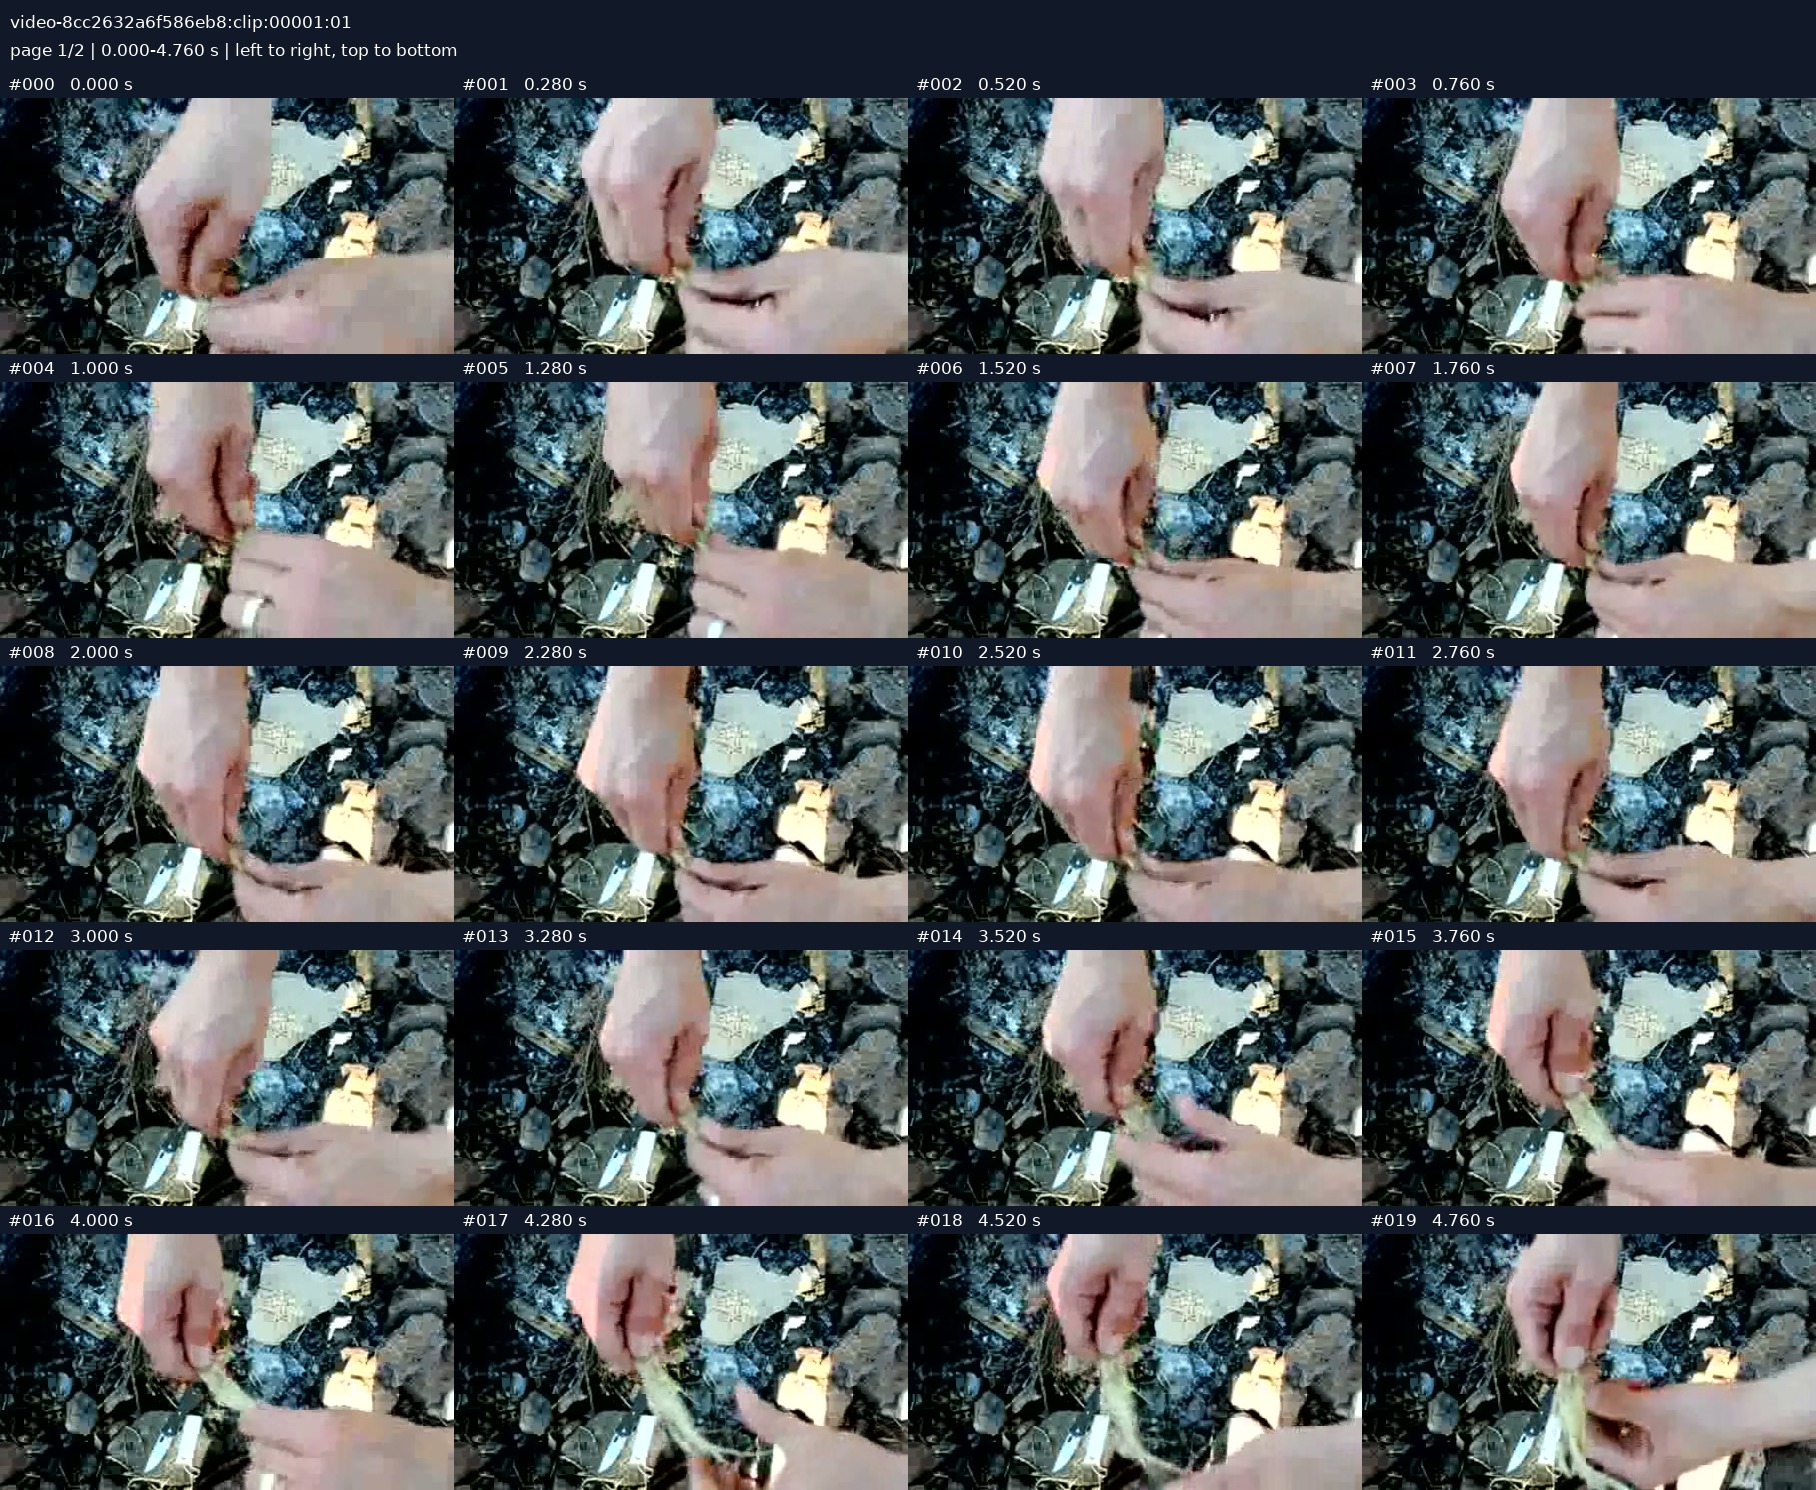 video-8cc2632a6f586eb8:clip:00001:01
page 1/2 | 0.000-4.760 s | left to right, top to bottom
#000 0.000 s
#001 0.280 s
#002 0.520 s
#003 0.760 s
#004 1.000 s
#005 1.280 s
#006 1.520 s
#007 1.760 s
#008 2.000 s
#009 2.280 s
#010 2.520 s
#011 2.760 s
#012 3.000 s
#013 3.280 s
#014 3.520 s
#015 3.760 s
#016 4.000 s
#017 4.280 s
#018 4.520 s
#019 4.760 s